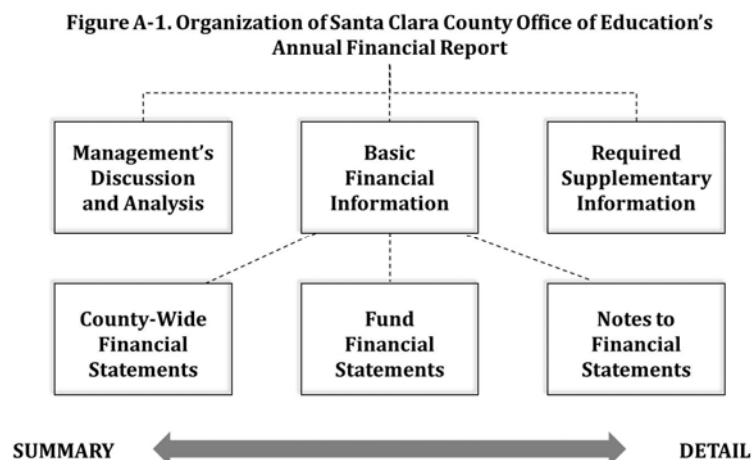 Figure A-1. Organization of Santa Clara County Office of Education's
Annual Financial Report
Management's
Discussion
and Analysis
Basic
Financial
Information
Required
Supplementary
Information
County-Wide
Financial
Statements
Fund
Financial
Statements
Notes to
Financial
Statements
SUMMARY
DETAIL